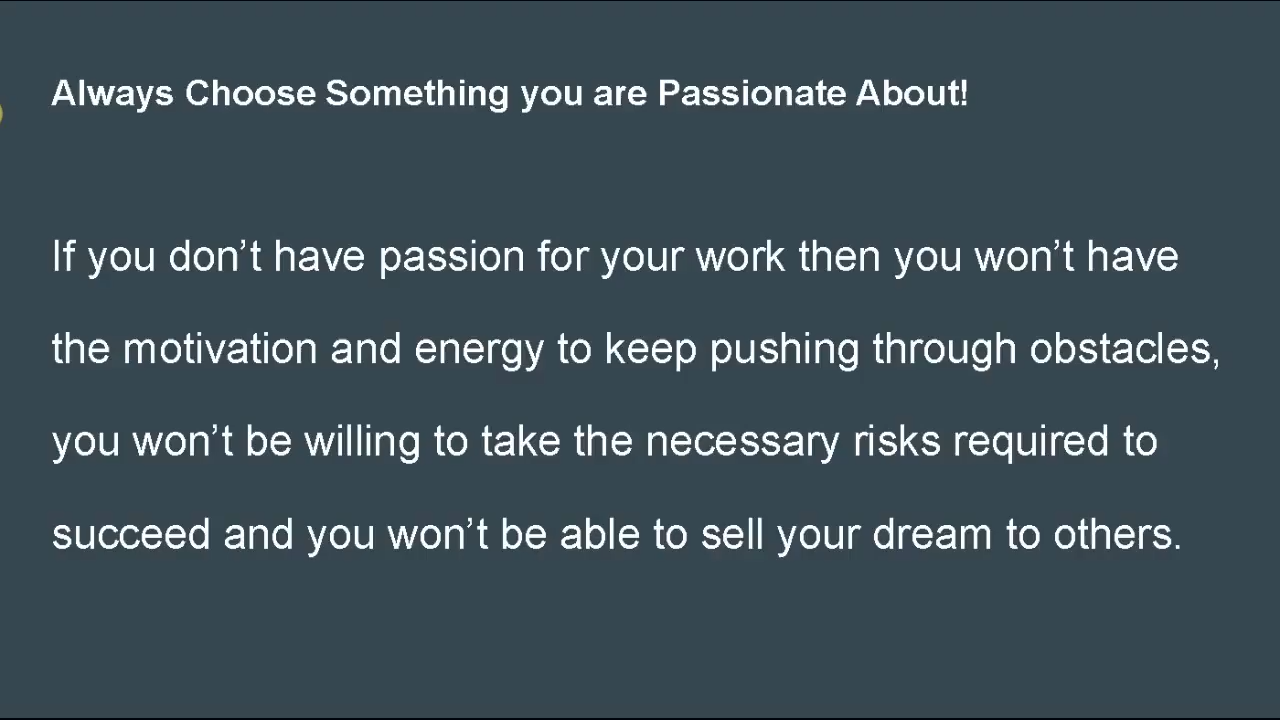 Always Choose Something you are Passionate About!
If you don’t have passion for your work then you won’t have
the motivation and energy to keep pushing through obstacles,
you won’t be willing to take the necessary risks required to
succeed and you won’t be able to sell your dream to others.